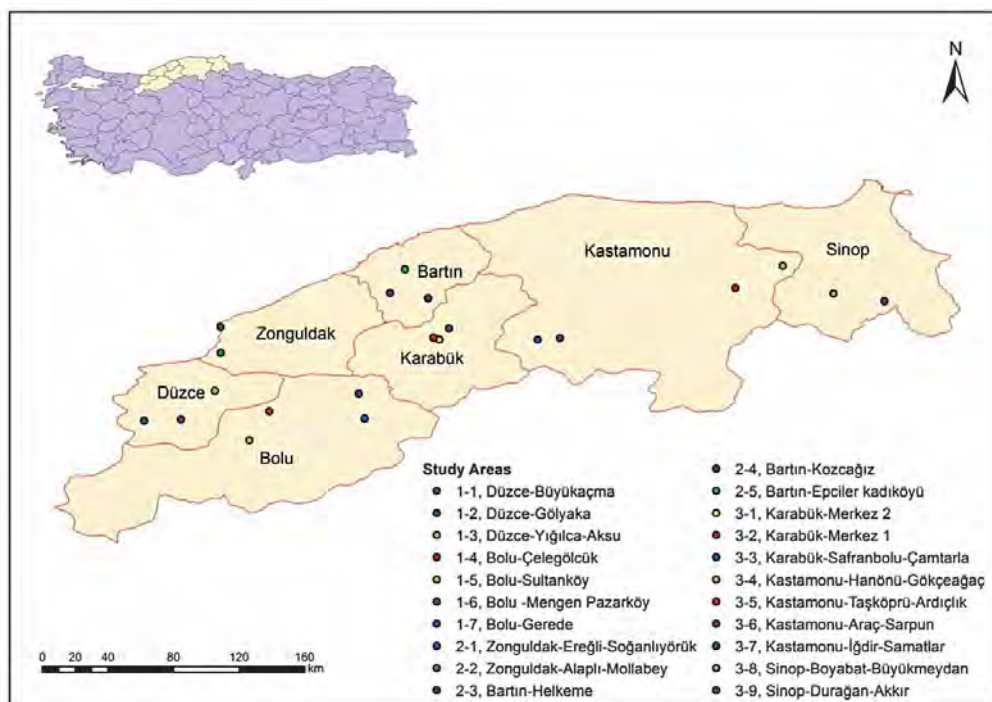 N
Kastamonu
Sinop
Bartın
Zonguldak
Karabük
Düzce
Bolu
Study Areas
1-1, Düzce-Büyükaçma
1-2, Düzce-Gölyaka
1-3, Düzce-Yığılca-Aksu
1-4, Bolu-Çelegölcük
1-5, Bolu-Sultanköy
1-6, Bolu -Mengen Pazarköy
1-7, Bolu-Gerede
2-1, Zonguldak-Ereğli-Soğanlıyörük
2-2, Zonguldak-Alaplı-Mollabey
2-3, Bartın-Helkeme
2-4, Bartın-Kozcağız
2-5, Bartın-Epciler kadıköyü
3-1, Karabük-Merkez 2
3-2, Karabük-Merkez 1
3-3, Karabük-Safranbolu-Çamtarla
3-4, Kastamonu-Hanönü-Gökçeağaç
3-5, Kastamonu-Taşköprü-Ardıçlık
3-6, Kastamonu-Araç-Sarpun
3-7, Kastamonu-İğdir-Samatlar
3-8, Sinop-Boyabat-Büyükmeydan
3-9, Sinop-Durağan-Akkır
0 20 40 80 120 160
km